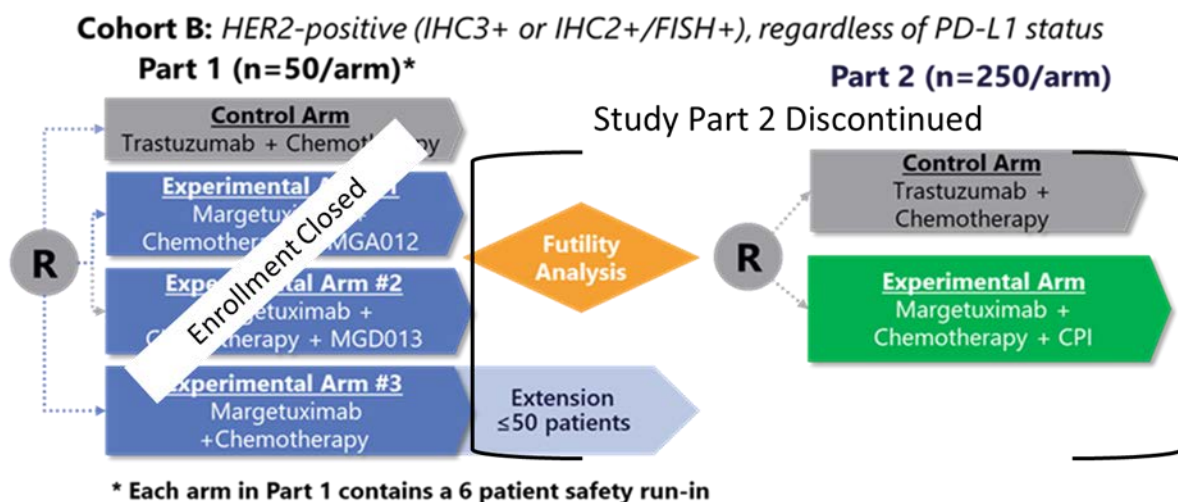 Cohort B: HER2-positive (IHC3+ or IHC2+/FISH+), regardless of PD-L1 status
Part 1 (n=50/arm)*
Control Arm
Trastuzumab + Chemotherapy
Experimental
Margetuximab +
Chemotherapy MGA012
R
Experimental Arm #2
Margetuximab +
Chemotherapy + MGD013
Experimental Arm #3
Margetuximab
+Chemotherapy
Enrollment Closed
Futility
Analysis
Extension
≤50 patients
Part 2 (n=250/arm)
Study Part 2 Discontinued
R
Control Arm
Trastuzumab +
Chemotherapy
Experimental Arm
Margetuximab +
Chemotherapy + CPI
* Each arm in Part 1 contains a 6 patient safety run-in